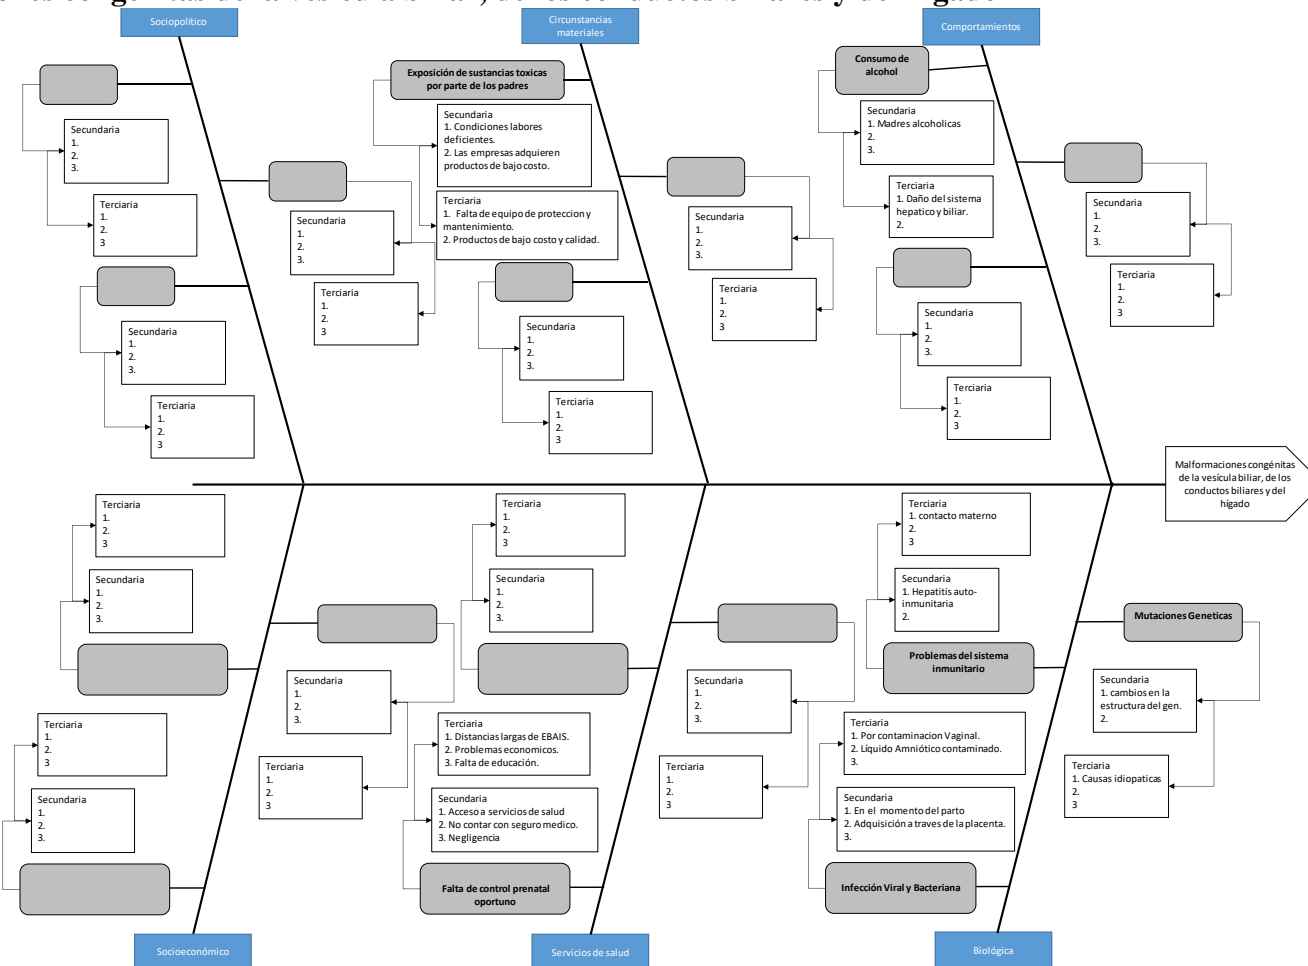 Sociopolítico
Circunstancias
materiales
Comportamientos
Secundaria
1.
2.
3.
Terciaria
1.
2.
3
Secundaria
1.
2.
3.
Terciaria
1.
2.
3
Secundaria
1.
2.
3.
Terciaria
1.
2.
3
Exposición de sustancias toxicas
por parte de los padres
Secundaria
1. Condiciones labores
deficientes.
2. Las empresas adquieren
productos de bajo costo.
Terciaria
1. Falta de equipo de proteccion y
mantenimiento.
2. Productos de bajo costo y calidad.
Secundaria
1.
2.
3.
Terciaria
1.
2.
3
Secundaria
1.
2.
3.
Terciaria
1.
2.
3
Consumo de
alcohol
Secundaria
1. Madres alcoholicas
2.
3.
Terciaria
1. Daño del sistema
hepatico y biliar.
2.
Secundaria
1.
2.
3.
Terciaria
1.
2.
3
Secundaria
1.
2.
3.
Terciaria
1.
2.
3
Malformaciones congénitas
de la vesícula biliar, de los
conductos biliares y del
hígado
Terciaria
1.
2.
3
Secundaria
1.
2.
3.
Terciaria
1.
2.
3
Secundaria
1.
2.
3.
Secundaria
1.
2.
3.
Terciaria
1.
2.
3
Terciaria
1.
2.
3
Secundaria
1.
2.
3.
Terciaria
1. Distancias largas de EBAIS.
2. Problemas economicos.
3. Falta de educación.
Secundaria
1. Acceso a servicios de salud
2. No contar con seguro medico.
3. Negligencia
Falta de control prenatal
oportuno
Secundaria
1.
2.
3.
Terciaria
1.
2.
3
Terciaria
1. contacto materno
2.
3
Secundaria
1. Hepatitis auto-
inmunitaria
2.
Problemas del sistema
inmunitario
Terciaria
1. Por contaminacion Vaginal.
2. Líquido Amniótico contaminado.
3.
Secundaria
1. En el momento del parto
2. Adquisición a traves de la placenta.
3.
Infección Viral y Bacteriana
Mutaciones Geneticas
Secundaria
1. cambios en la
estructura del gen.
2.
Terciaria
1. Causas idiopaticas
2.
3
Socioeconómico
Servicios de salud
Biológica